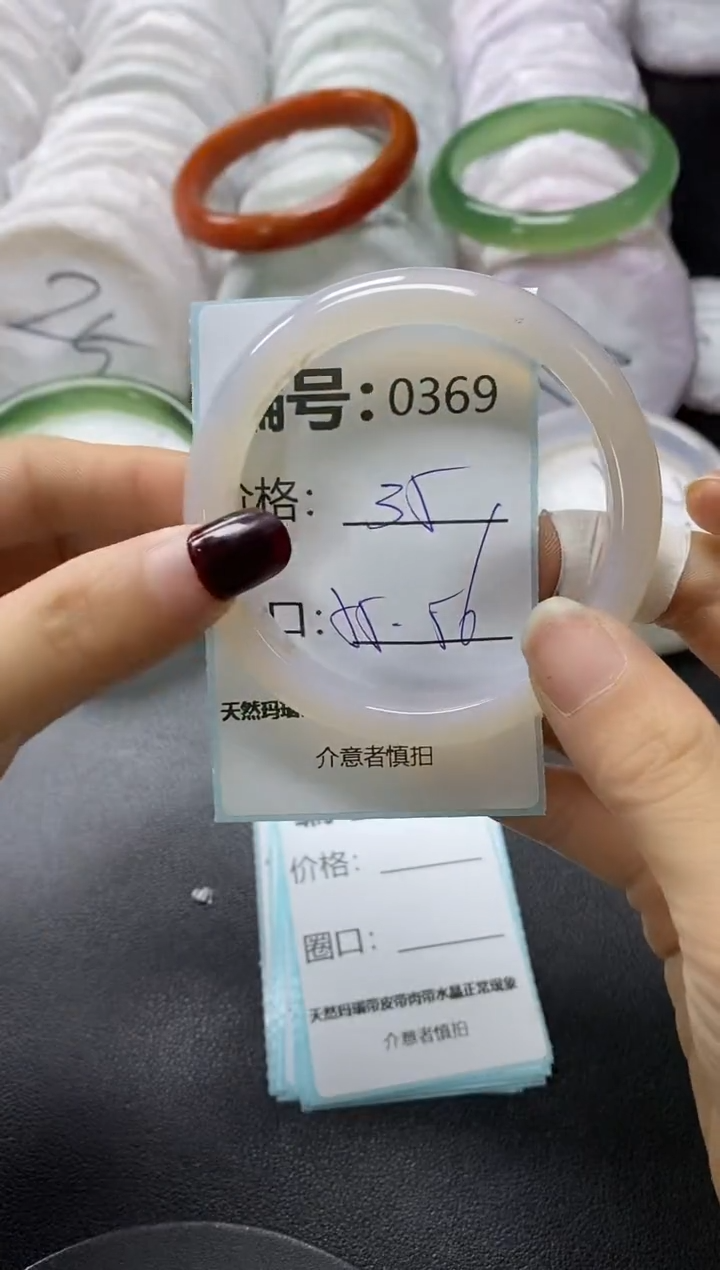 25
编号：0369
价格： 35
口： 55-56
天然玛瑙
介意者慎拍
价格：
圈口：
天然玛瑙带皮带肉带水晶正常现象
介意者慎拍